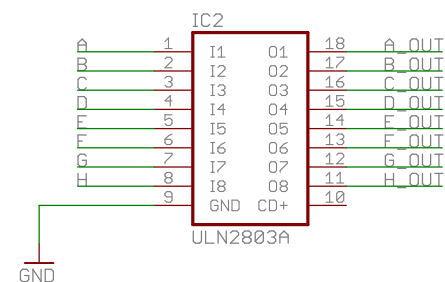 IC2
A 1 I1 O1 18 A_OUT
B 2 I2 O2 17 B_OUT
C 3 I3 O3 16 C_OUT
D 4 I4 O4 15 D_OUT
E 5 I5 O5 14 E_OUT
F 6 I6 O6 13 F_OUT
G 7 I7 O7 12 G_OUT
H 8 I8 O8 11 H_OUT
9 GND CD+ 10
ULN2803A
GND